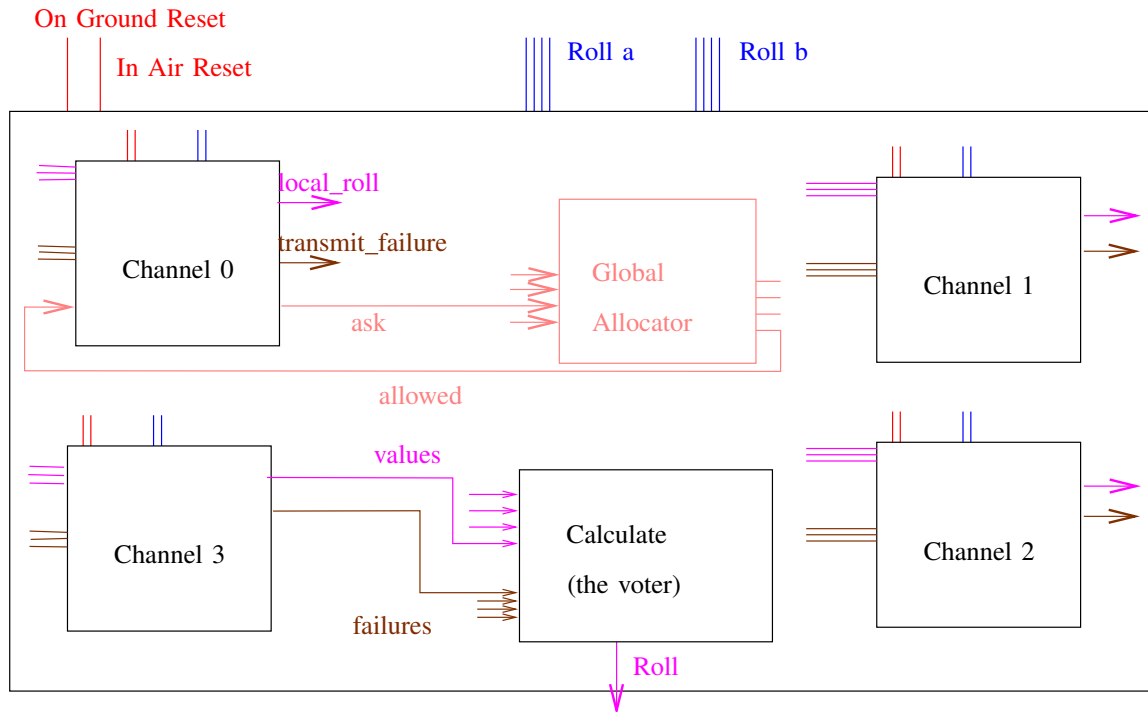 On Ground Reset
In Air Reset
Roll a
Roll b
local_roll
transmit_failure
Channel 0
Global
Allocator
Channel 1
ask
allowed
values
Channel 3
Calculate
(the voter)
Channel 2
failures
Roll